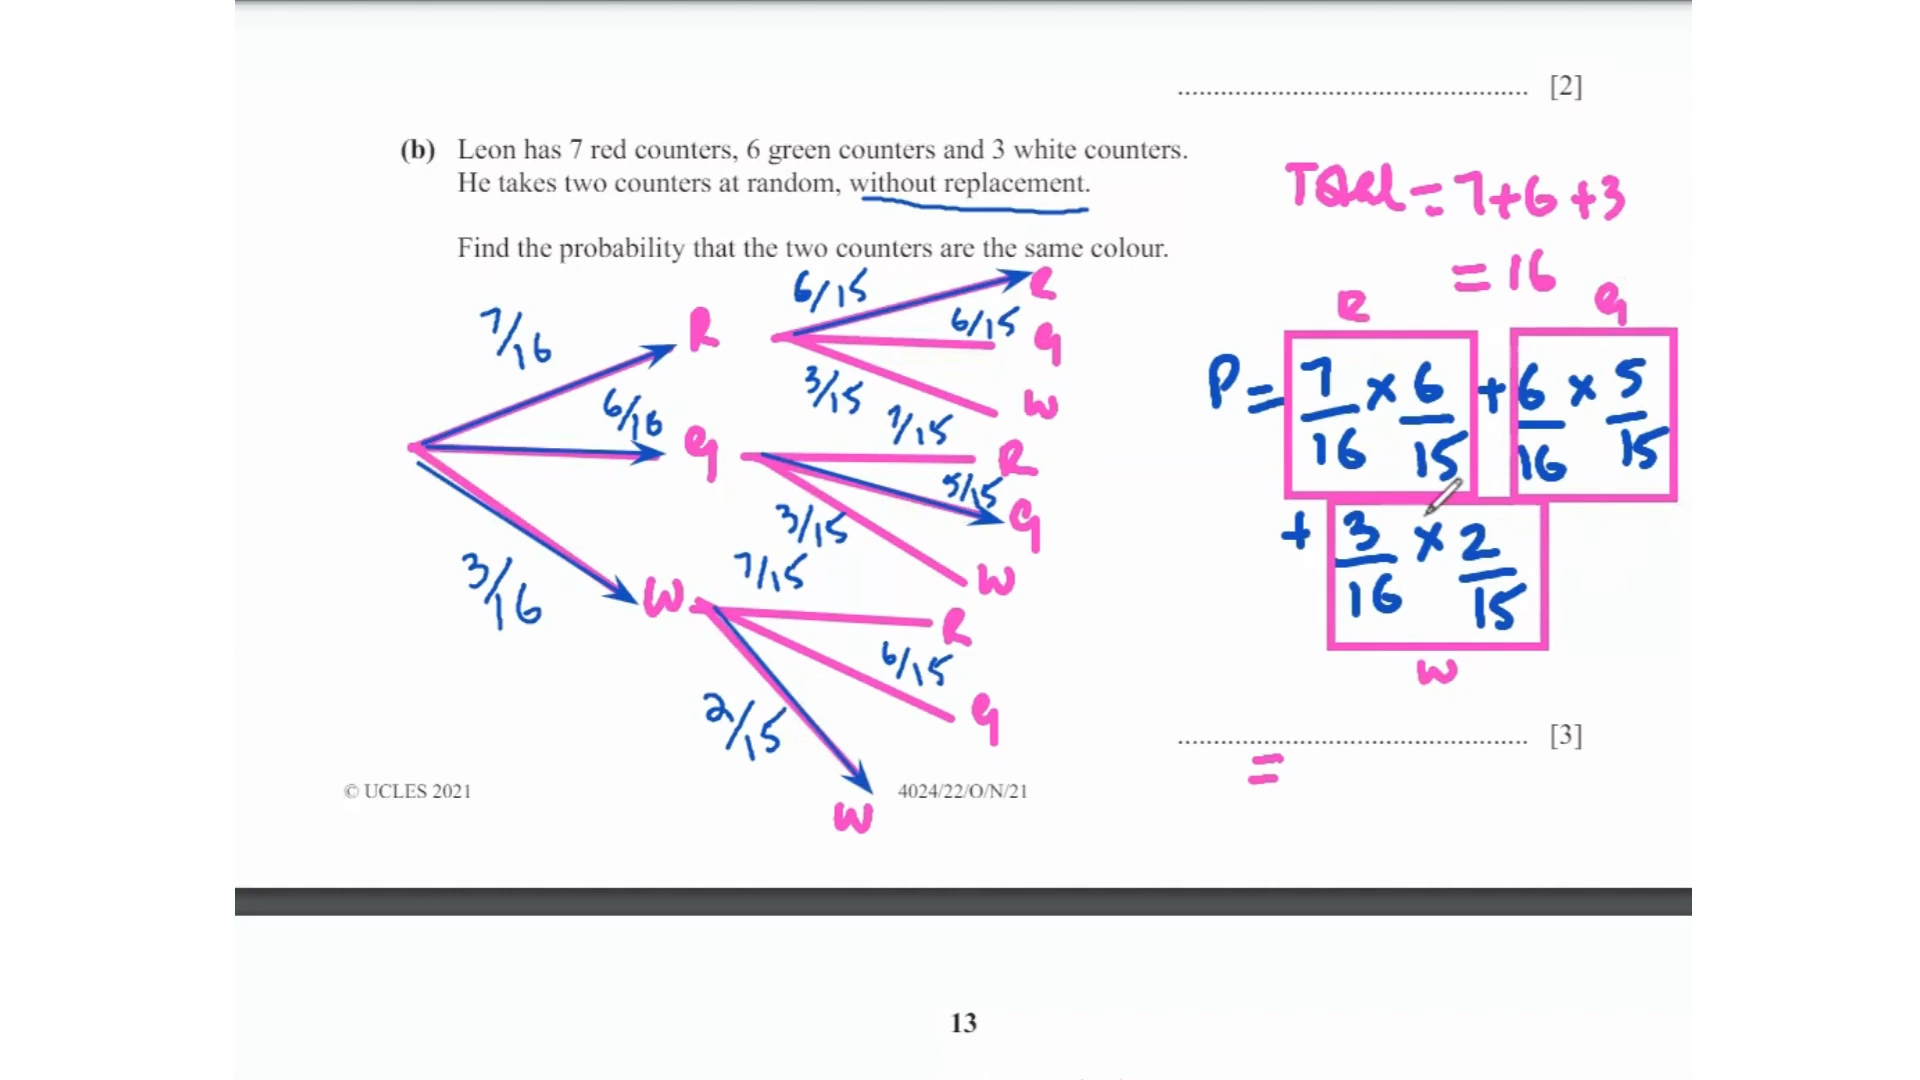 [2]
(b) Leon has 7 red counters, 6 green counters and 3 white counters.
He takes two counters at random, without replacement.
Find the probability that the two counters are the same colour.
Total = 7+6+3
= 16
R G
P = 7/16 × 6/15 + 6/16 × 5/15
+ 3/16 × 2/15
W
7/16 R
6/16 G
3/16 W
6/15 R
6/15 G
3/15 W
7/15 R
5/15 G
3/15 W
7/15 R
6/15 G
2/15 W
[3]
=
© UCLES 2021 4024/22/O/N/21
13